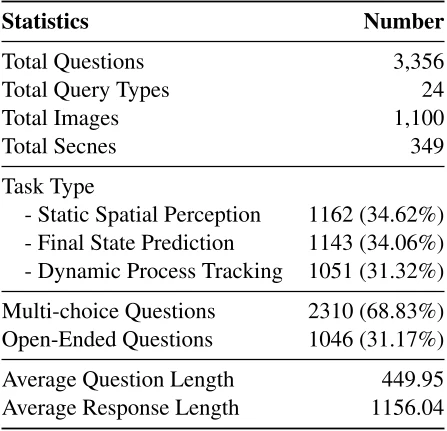 Statistics Number
Total Questions 3,356
Total Query Types 24
Total Images 1,100
Total Secnes 349
Task Type
- Static Spatial Perception 1162 (34.62%)
- Final State Prediction 1143 (34.06%)
- Dynamic Process Tracking 1051 (31.32%)
Multi-choice Questions 2310 (68.83%)
Open-Ended Questions 1046 (31.17%)
Average Question Length 449.95
Average Response Length 1156.04